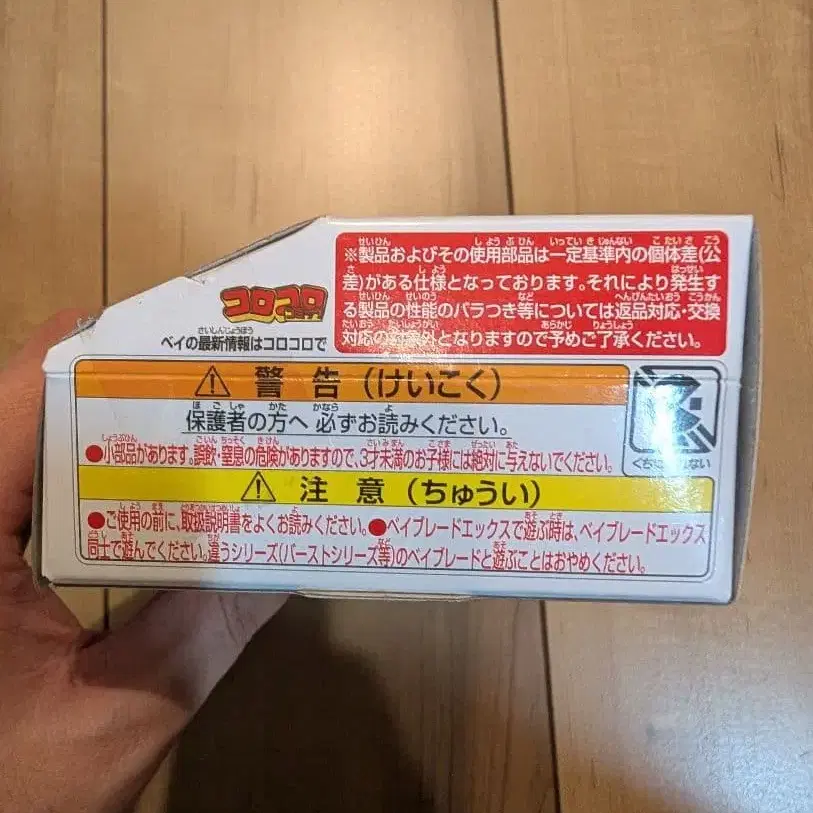 ※製品およびその使用部品は一定基準内の個体差(公
差)がある仕様となっております。それにより発生す
る製品の性能のバラつき等については返品対応・交換
対応の対象外となりますので予めご了承ください。
コロコロ
ベイの最新情報はコロコロで
⚠ 警告(けいこく)
保護者の方へ 必ずお読みください。
●小部品があります。誤飲・窒息の危険がありますので、3才未満のお子様には絶対に与えないでください。
くちにいれない
⚠ 注意(ちゅうい)
●ご使用の前に、取扱説明書をよくお読みください。●ベイブレードエックスで遊ぶ時は、ベイブレードエックス
同士で遊んでください。違うシリーズ(バーストシリーズ等)のベイブレードと遊ぶことはおやめください。